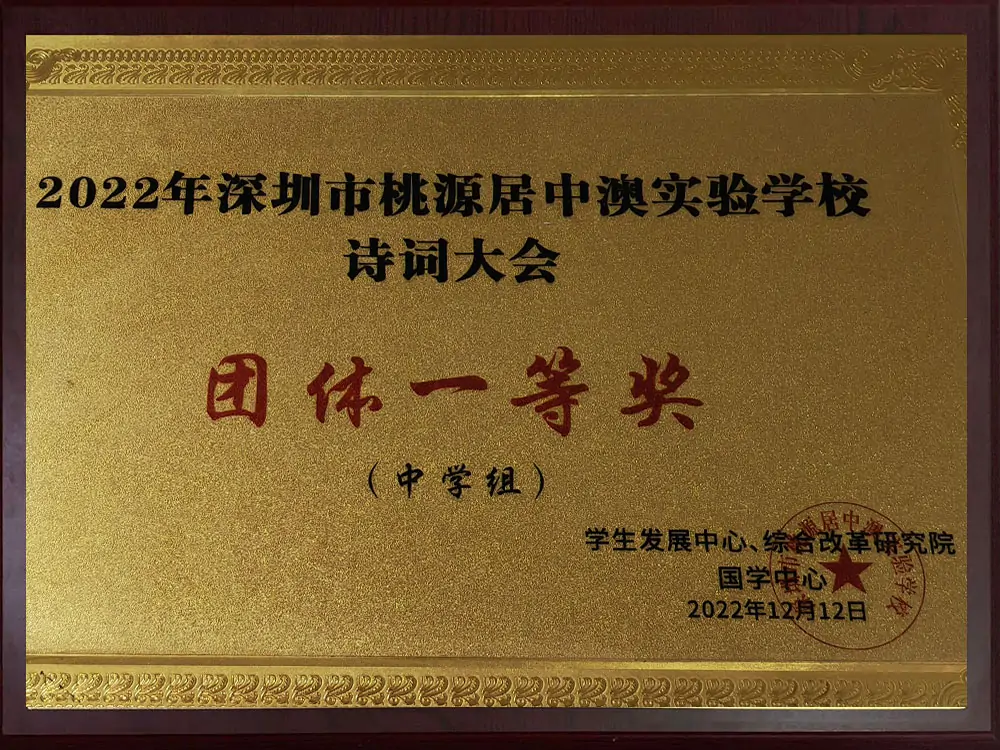 2022年深圳市桃源居中澳实验学校
诗词大会
团体一等奖
（中学组）
学生发展中心、综合改革研究院
国学中心
2022年12月12日